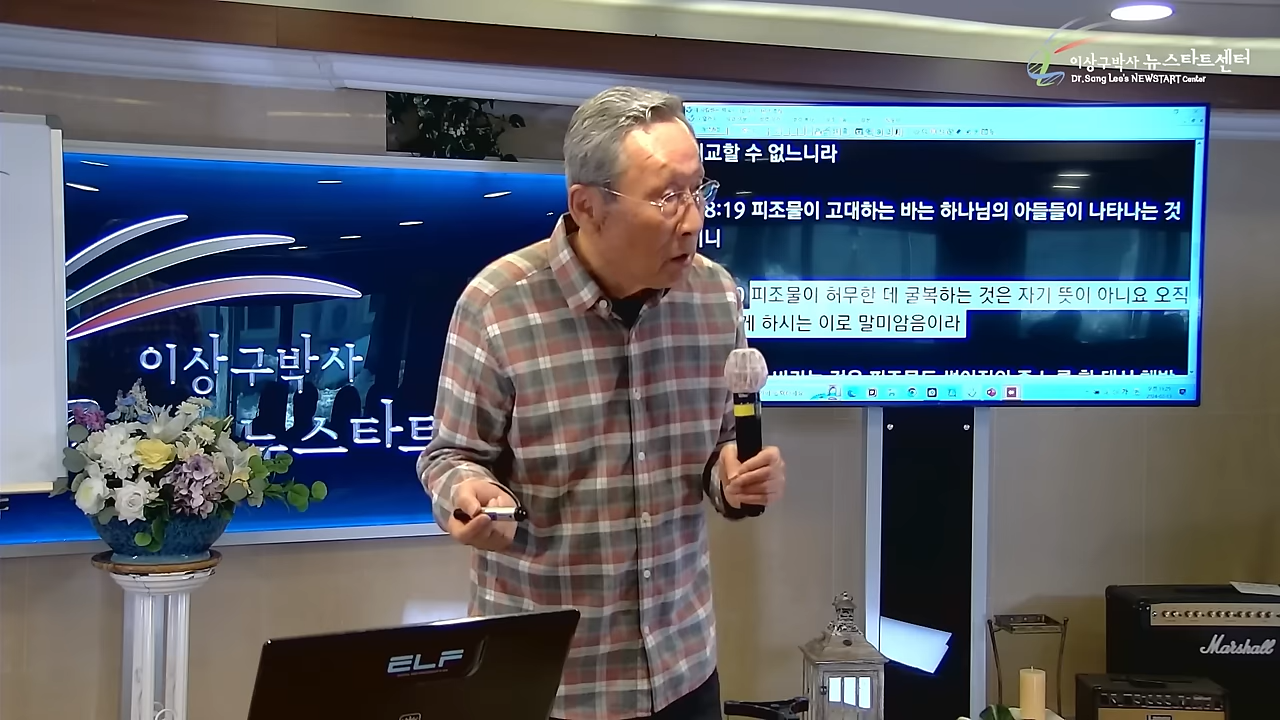 이상구박사 뉴스타트센터
Dr. Sang Lee's NEWSTART Center
교할 수 없느니라
8:19 피조물이 고대하는 바는 하나님의 아들들이 나타나는 것
니
피조물이 허무한 데 굴복하는 것은 자기 뜻이 아니요 오직
게 하시는 이로 말미암음이라
이상구박사
뉴스타트
ELF
Marshall